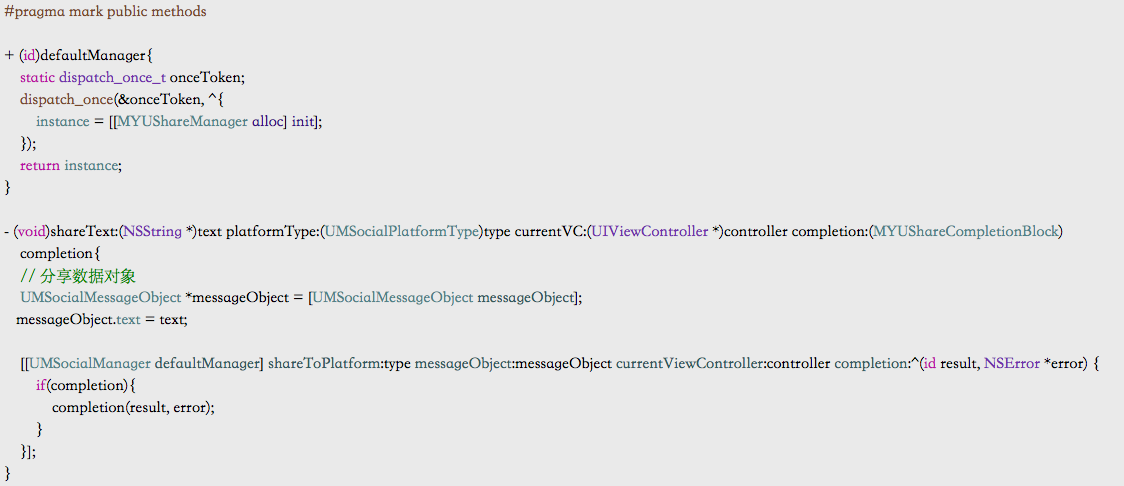 #pragma mark public methods

+ (id)defaultManager{
    static dispatch_once_t onceToken;
    dispatch_once(&onceToken, ^{
        instance = [[MYUShareManager alloc] init];
    });
    return instance;
}

- (void)shareText:(NSString *)text platformType:(UMSocialPlatformType)type currentVC:(UIViewController *)controller completion:(MYUShareCompletionBlock)
    completion{
    // 分享数据对象
    UMSocialMessageObject *messageObject = [UMSocialMessageObject messageObject];
   messageObject.text = text;

    [[UMSocialManager defaultManager] shareToPlatform:type messageObject:messageObject currentViewController:controller completion:^(id result, NSError *error) {
        if(completion){
            completion(result, error);
        }
    }];
}